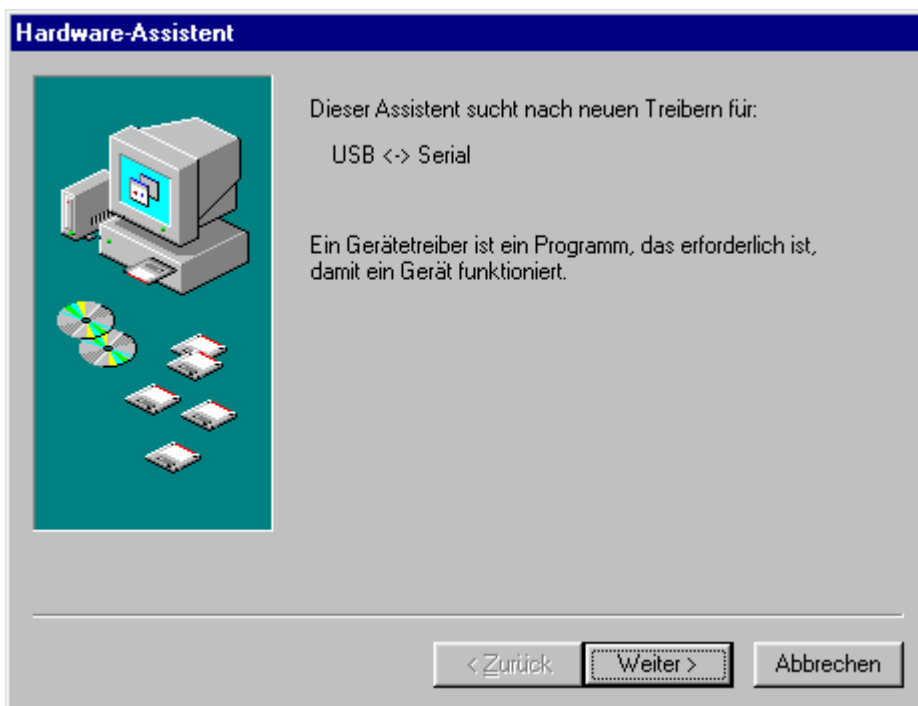 Hardware-Assistent
Dieser Assistent sucht nach neuen Treibern für:
USB <-> Serial
Ein Gerätetreiber ist ein Programm, das erforderlich ist,
damit ein Gerät funktioniert.
< Zurück
Weiter >
Abbrechen